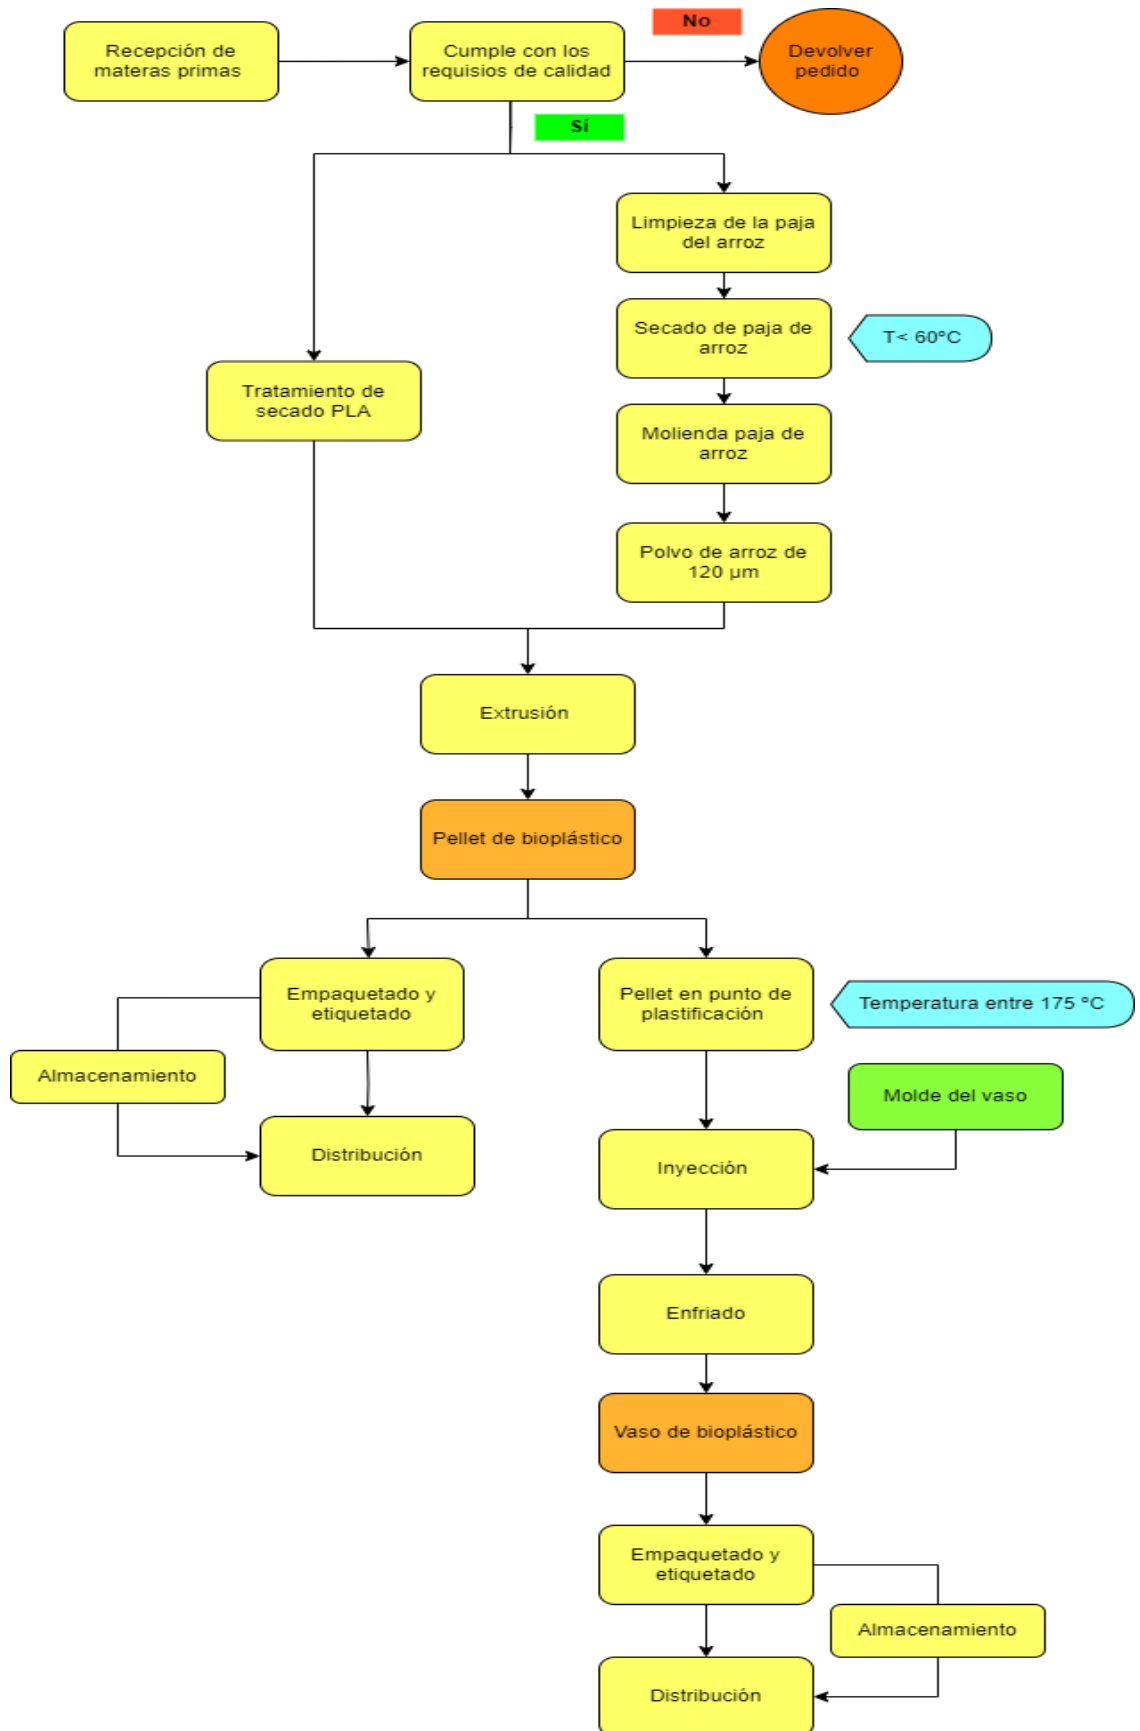 Recepción de
materas primas
Cumple con los
requisios de calidad
No
Devolver
pedido
Sí
Limpieza de la paja
del arroz
Secado de paja de
arroz
T< 60ºC
Tratamiento de
secado PLA
Molienda paja de
arroz
Polvo de arroz de
120 µm
Extrusión
Pellet de bioplástico
Empaquetado y
etiquetado
Pellet en punto de
plastificación
Temperatura entre 175 ºC
Almacenamiento
Molde del vaso
Distribución
Inyección
Enfriado
Vaso de bioplástico
Empaquetado y
etiquetado
Almacenamiento
Distribución